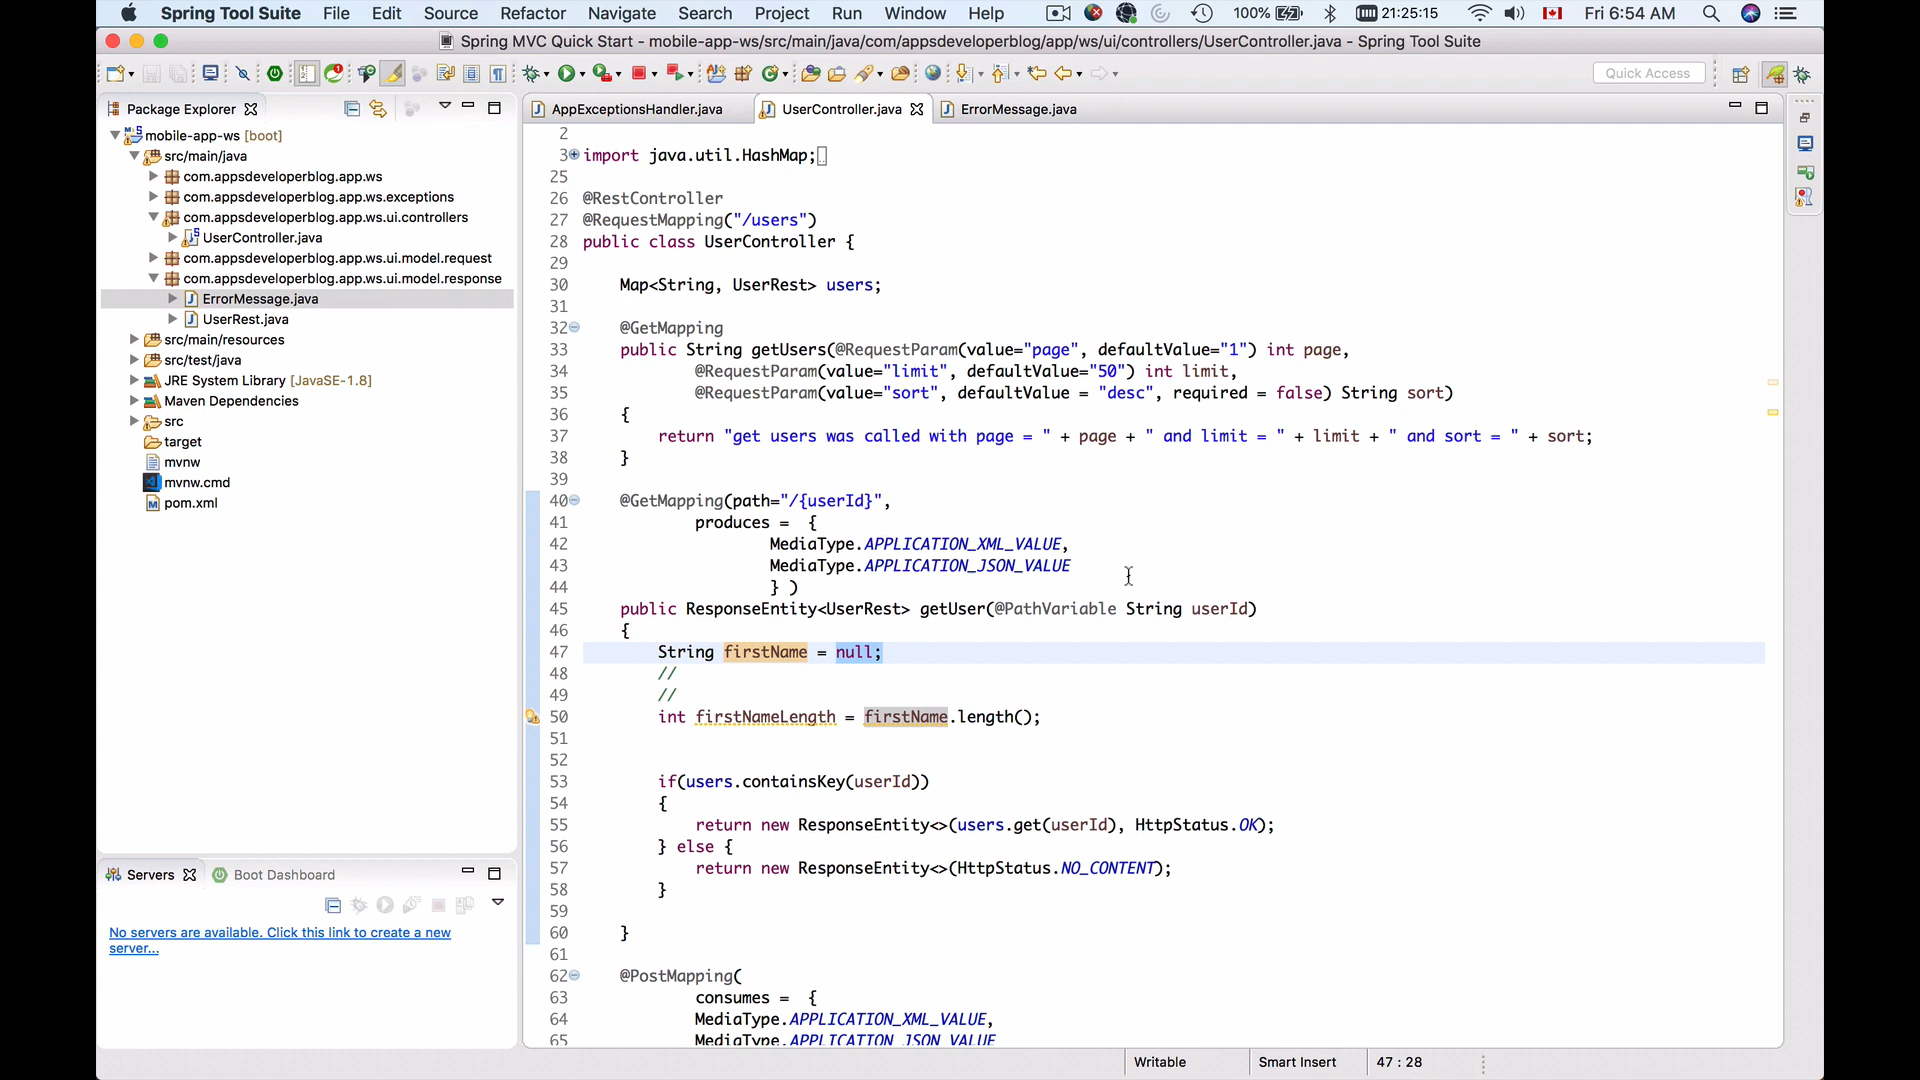 Spring Tool Suite File Edit Source Refactor Navigate Search Project Run Window Help 100% 21:25:15 Fri 6:54 AM
Spring MVC Quick Start - mobile-app-ws/src/main/java/com/appsdeveloperblog/app/ws/ui/controllers/UserController.java - Spring Tool Suite
Quick Access
Package Explorer
mobile-app-ws [boot]
src/main/java
com.appsdeveloperblog.app.ws
com.appsdeveloperblog.app.ws.exceptions
com.appsdeveloperblog.app.ws.ui.controllers
UserController.java
com.appsdeveloperblog.app.ws.ui.model.request
com.appsdeveloperblog.app.ws.ui.model.response
ErrorMessage.java
UserRest.java
src/main/resources
src/test/java
JRE System Library [JavaSE-1.8]
Maven Dependencies
src
target
mvnw
mvnw.cmd
pom.xml
Servers Boot Dashboard
No servers are available. Click this link to create a new
server...
AppExceptionsHandler.java UserController.java ErrorMessage.java
2
3 import java.util.HashMap;
25
26 @RestController
27 @RequestMapping("/users")
28 public class UserController {
29
30 Map<String, UserRest> users;
31
32 @GetMapping
33 public String getUsers(@RequestParam(value="page", defaultValue="1") int page,
34 @RequestParam(value="limit", defaultValue="50") int limit,
35 @RequestParam(value="sort", defaultValue = "desc", required = false) String sort)
36 {
37 return "get users was called with page = " + page + " and limit = " + limit + " and sort = " + sort;
38 }
39
40 @GetMapping(path="/{userId}",
41 produces = {
42 MediaType.APPLICATION_XML_VALUE,
43 MediaType.APPLICATION_JSON_VALUE
44 } )
45 public ResponseEntity<UserRest> getUser(@PathVariable String userId)
46 {
47 String firstName = null;
48 //
49 //
50 int firstNameLength = firstName.length();
51
52
53 if(users.containsKey(userId))
54 {
55 return new ResponseEntity<>(users.get(userId), HttpStatus.OK);
56 } else {
57 return new ResponseEntity<>(HttpStatus.NO_CONTENT);
58 }
59
60 }
61
62 @PostMapping(
63 consumes = {
64 MediaType.APPLICATION_XML_VALUE,
65 MediaType.APPLICATION_JSON_VALUE
Writable Smart Insert 47 : 28